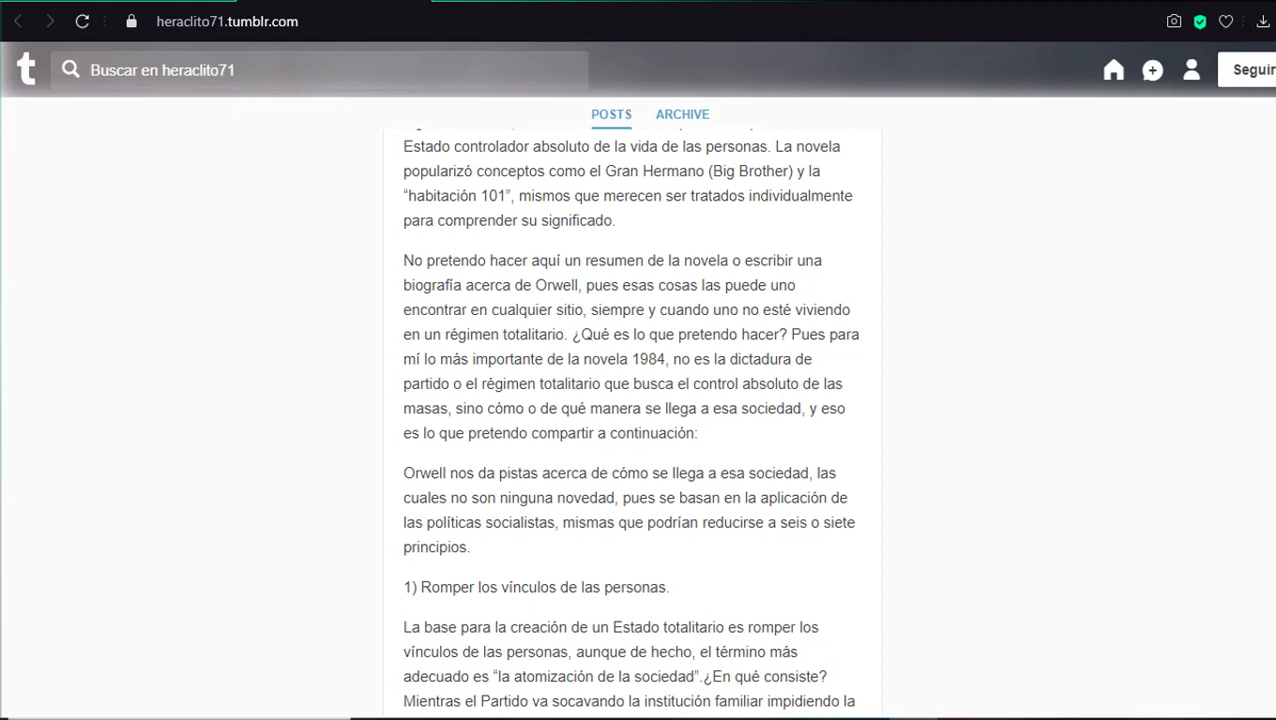 heraclito71.tumblr.com
t
Buscar en heraclito71
Seguir
POSTS ARCHIVE
Estado controlador absoluto de la vida de las personas. La novela
popularizó conceptos como el Gran Hermano (Big Brother) y la
“habitación 101”, mismos que merecen ser tratados individualmente
para comprender su significado.
No pretendo hacer aquí un resumen de la novela o escribir una
biografía acerca de Orwell, pues esas cosas las puede uno
encontrar en cualquier sitio, siempre y cuando uno no esté viviendo
en un régimen totalitario. ¿Qué es lo que pretendo hacer? Pues para
mí lo más importante de la novela 1984, no es la dictadura de
partido o el régimen totalitario que busca el control absoluto de las
masas, sino cómo o de qué manera se llega a esa sociedad, y eso
es lo que pretendo compartir a continuación:
Orwell nos da pistas acerca de cómo se llega a esa sociedad, las
cuales no son ninguna novedad, pues se basan en la aplicación de
las políticas socialistas, mismas que podrían reducirse a seis o siete
principios.
1) Romper los vínculos de las personas.
La base para la creación de un Estado totalitario es romper los
vínculos de las personas, aunque de hecho, el término más
adecuado es “la atomización de la sociedad”.¿En qué consiste?
Mientras el Partido va socavando la institución familiar impidiendo la